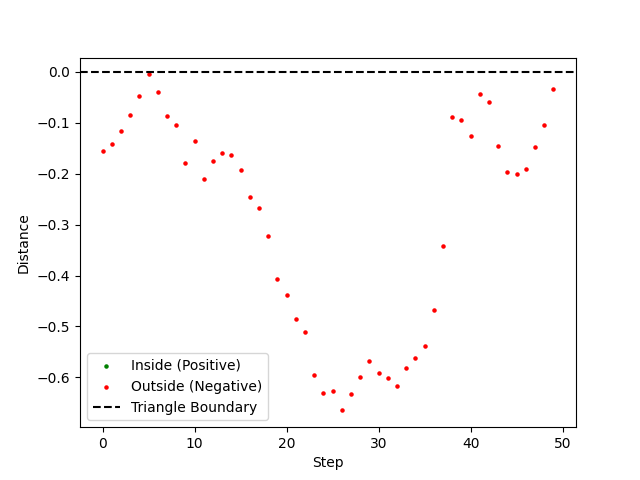 0.0
−0.1
−0.2
−0.3
−0.4
−0.5
−0.6
Distance
Inside (Positive)
Outside (Negative)
Triangle Boundary
0
10
20
30
40
50
Step